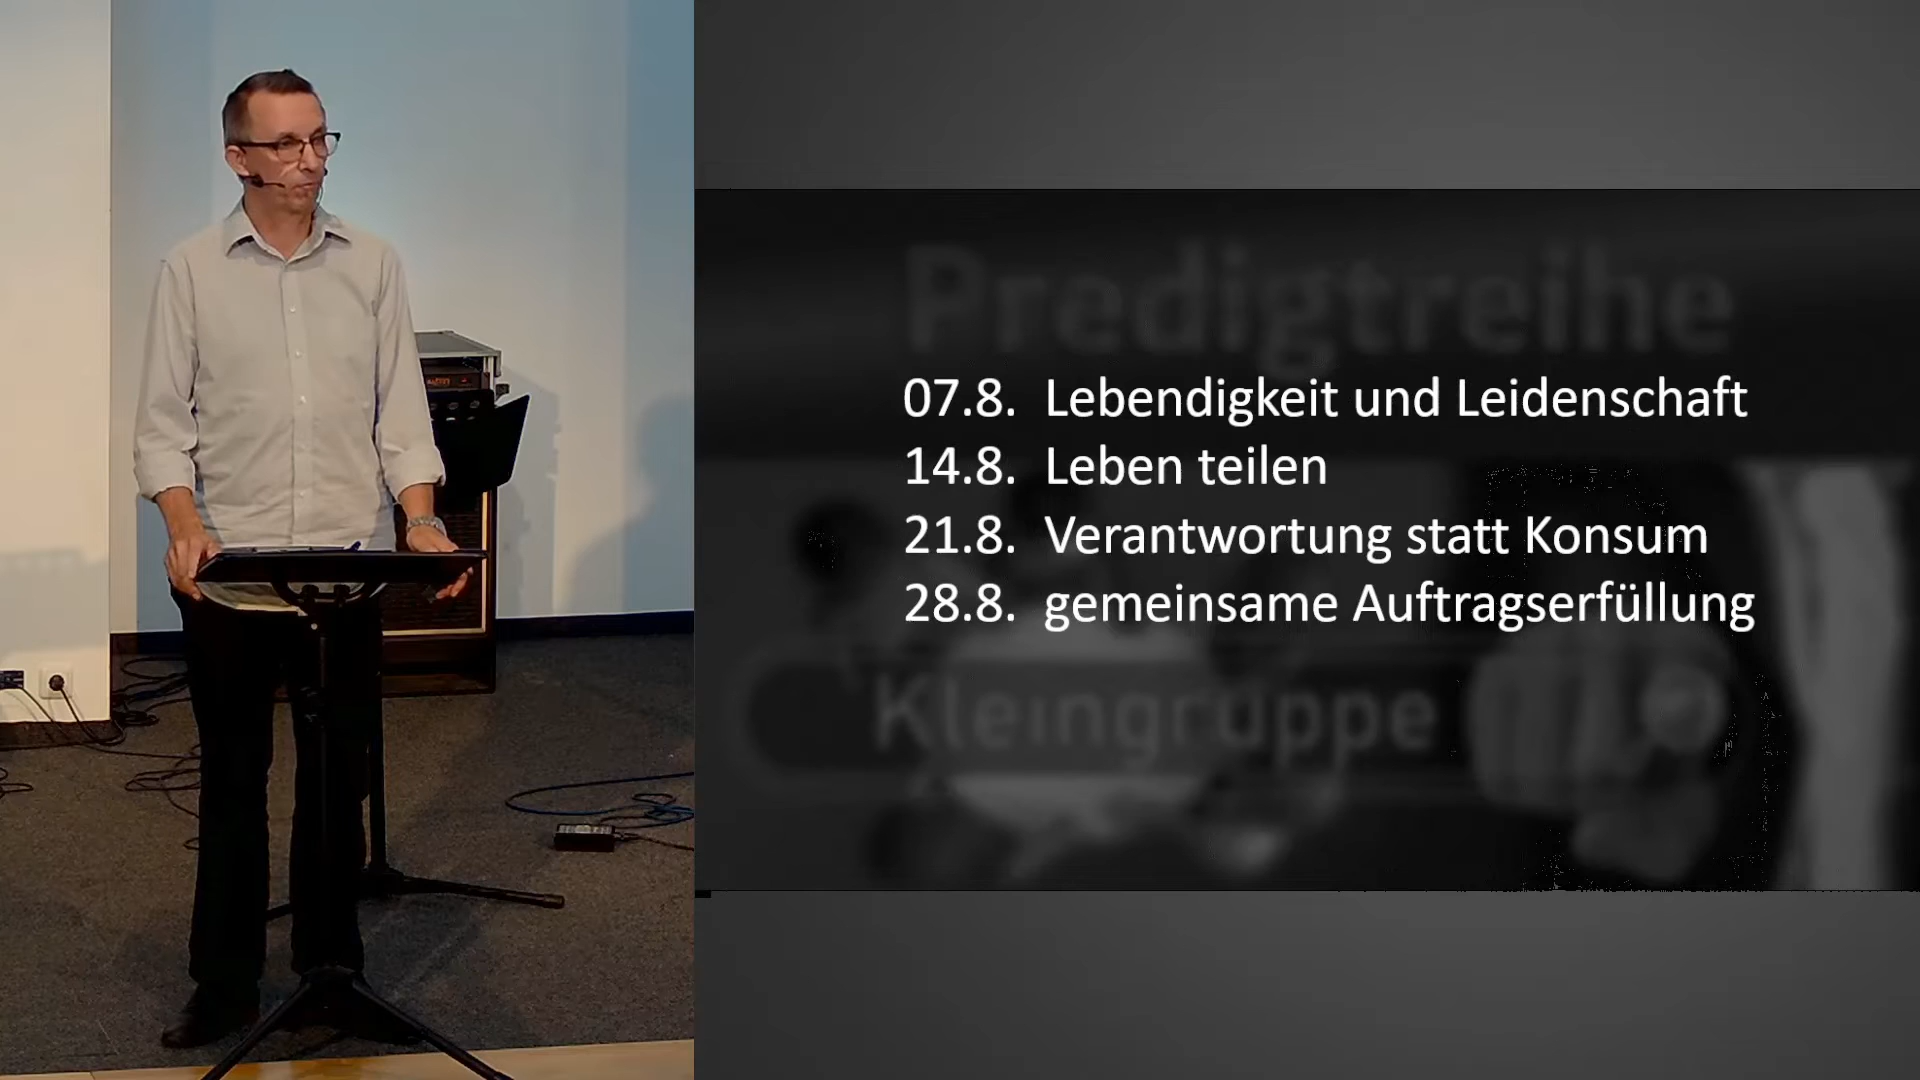 Predigtreihe
07.8. Lebendigkeit und Leidenschaft
14.8. Leben teilen
21.8. Verantwortung statt Konsum
28.8. gemeinsame Auftragserfüllung
Kleingruppe